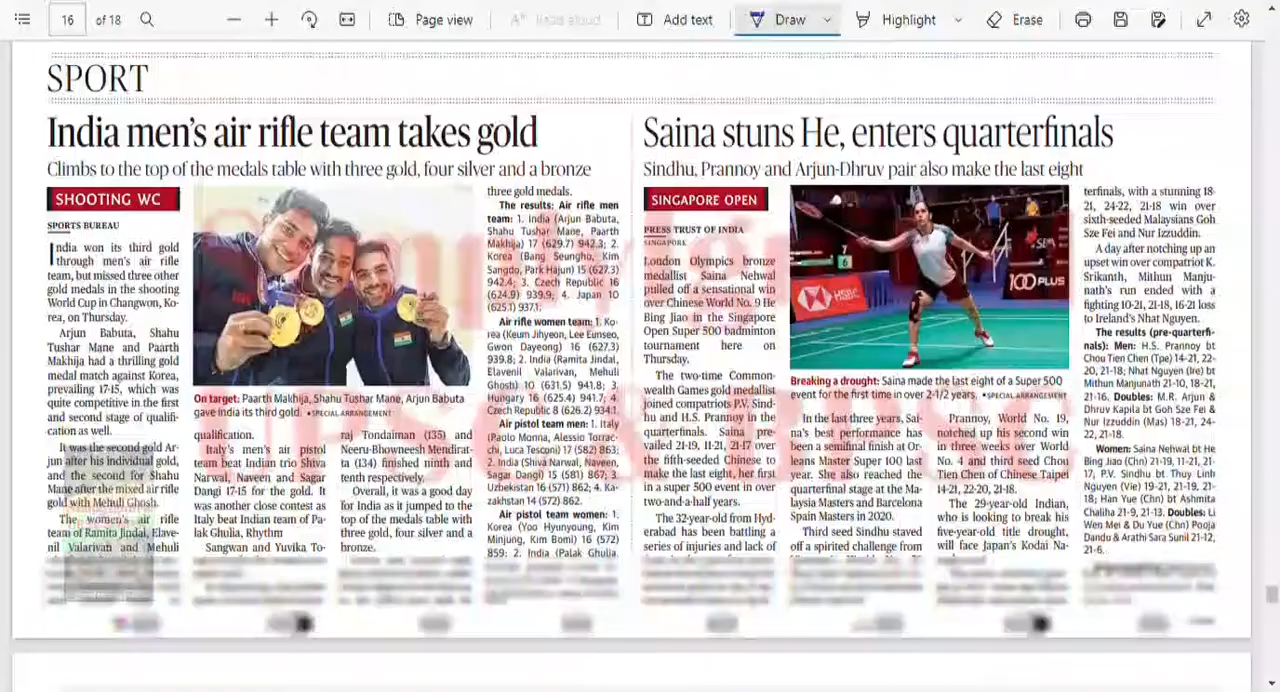 16
of 18
Page view
Read aloud
Add text
Draw
Highlight
Erase
SPORT
India men's air rifle team takes gold
Climbs to the top of the medals table with three gold, four silver and a bronze
SHOOTING WC
SPORTS BUREAU
India won its third gold
through men's air rifle
team, but missed three other
gold medals in the shooting
World Cup in Changwon, Ko-
rea, on Thursday.
Arjun Babuta, Shahu
Tushar Mane and Paarth
Makhija had a thrilling gold
medal match against Korea,
prevailing 17-15, which was
quite competitive in the first
and second stage of qualifi-
cation as well.
It was the second gold Ar-
jun after his individual gold,
and the second for Shahu
Mane after the mixed air rifle
gold with Mehuli Ghosh.
The women's air rifle
team of Ramita Jindal, Elave-
nil Valarivan and Mehuli
On target: Paarth Makhija, Shahu Tushar Mane, Arjun Babuta
gave India its third gold. •SPECIAL ARRANGEMENT
qualification.
Italy's men's air pistol
team beat Indian trio Shiva
Narwal, Naveen and Sagar
Dangi 17-15 for the gold. It
was another close contest as
Italy beat Indian team of Pa-
lak Ghulia, Rhythm
Sangwan and Yuvika To-
raj Tondaiman (135) and
Neeru-Bhowneesh Mendirat-
ta (134) finished ninth and
tenth respectively.
Overall, it was a good day
for India as it jumped to the
top of the medals table with
three gold, four silver and a
bronze.
three gold medals.
The results: Air rifle men
team: 1. India (Arjun Babuta,
Shahu Tushar Mane, Paarth
Makhija) 17 (629.7) 942.3; 2.
Korea (Bang Seungho, Kim
Sangdo, Park Hajun) 15 (627.3)
942.4; 3. Czech Republic 16
(624.9) 939.9; 4. Japan 10
(625.1) 937.1;
Air rifle women team: 1. Ko-
rea (Keum Jihyeon, Lee Eunseo,
Gwon Dayeong) 16 (627.3)
939.8; 2. India (Ramita Jindal,
Elavenil Valarivan, Mehuli
Ghosh) 10 (631.5) 941.8; 3.
Hungary 16 (625.4) 941.7; 4.
Czech Republic 8 (626.2) 934.1.
Air pistol team men: 1. Italy
(Paolo Monna, Alessio Torrac-
chi, Luca Tesconi) 17 (582) 863;
2. India (Shiva Narwal, Naveen,
Sagar Dangi) 15 (581) 867; 3.
Uzbekistan 16 (571) 862; 4. Ka-
zakhstan 14 (572) 862.
Air pistol team women: 1.
Korea (Yoo Hyunyoung, Kim
Minjung, Kim Bomi) 16 (572)
859; 2. India (Palak Ghulia,
Saina stuns He, enters quarterfinals
Sindhu, Prannoy and Arjun-Dhruv pair also make the last eight
SINGAPORE OPEN
PRESS TRUST OF INDIA
SINGAPORE
London Olympics bronze
medallist Saina Nehwal
pulled off a sensational win
over Chinese World No. 9 He
Bing Jiao in the Singapore
Open Super 500 badminton
tournament here on
Thursday.
The two-time Common-
wealth Games gold medallist
joined compatriots P.V. Sind-
hu and H.S. Prannoy in the
quarterfinals. Saina pre-
vailed 21-19, 11-21, 21-17 over
the fifth-seeded Chinese to
make the last eight, her first
in a super 500 event in over
two-and-a-half years.
The 32-year-old from Hyd-
erabad has been battling a
series of injuries and lack of
HSBC
100PLUS
Breaking a drought: Saina made the last eight of a Super 500
event for the first time in over 2-1/2 years. •SPECIAL ARRANGEMENT
In the last three years, Sai-
na's best performance has
been a semifinal finish at Or-
leans Master Super 100 last
year. She also reached the
quarterfinal stage at the Ma-
laysia Masters and Barcelona
Spain Masters in 2020.
Third seed Sindhu staved
off a spirited challenge from
Prannoy, World No. 19,
notched up his second win
in three weeks over World
No. 4 and third seed Chou
Tien Chen of Chinese Taipei
14-21, 22-20, 21-18.
The 29-year-old Indian,
who is looking to break his
five-year-old title drought,
will face Japan's Kodai Na-
terfinals, with a stunning 18-
21, 24-22, 21-18 win over
sixth-seeded Malaysians Goh
Sze Fei and Nur Izzuddin.
A day after notching up an
upset win over compatriot K.
Srikanth, Mithun Manju-
nath's run ended with a
fighting 10-21, 21-18, 16-21 loss
to Ireland's Nhat Nguyen.
The results (pre-quarterfi-
nals): Men: H.S. Prannoy bt
Chou Tien Chen (Tpe) 14-21, 22-
20, 21-18; Nhat Nguyen (Ire) bt
Mithun Manjunath 21-10, 18-21,
21-16. Doubles: M.R. Arjun &
Dhruv Kapila bt Goh Sze Fei &
Nur Izzuddin (Mas) 18-21, 24-
22, 21-18.
Women: Saina Nehwal bt He
Bing Jiao (Chn) 21-19, 11-21, 21-
17, P.V. Sindhu bt Thuy Linh
Nguyen (Vie) 19-21, 21-19, 21-
18; Han Yue (Chn) bt Ashmita
Chaliha 21-9, 21-13. Doubles: Li
Wen Mei & Du Yue (Chn) Pooja
Dandu & Arathi Sara Sunil 21-12,
21-6.